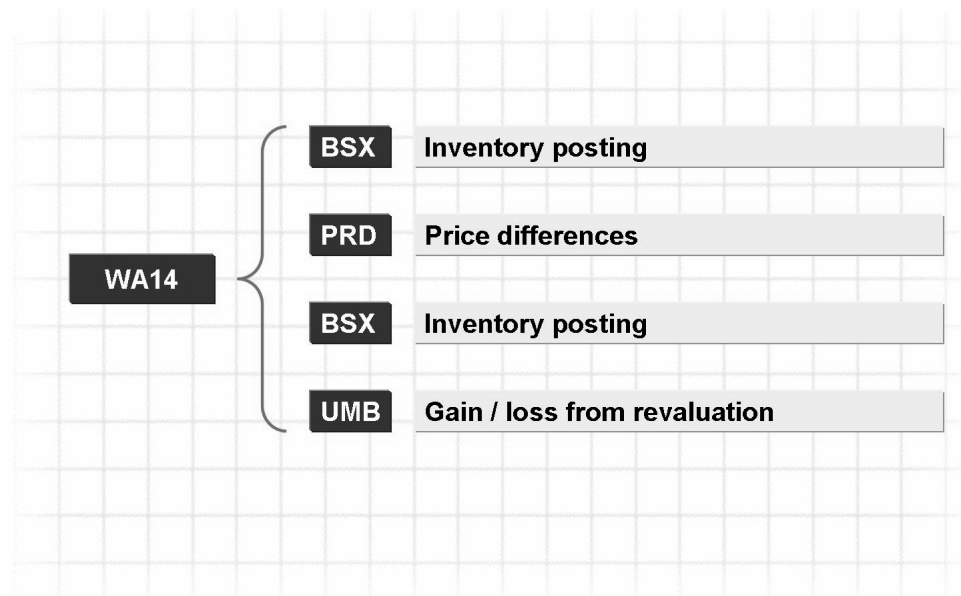 BSX Inventory posting
PRD Price differences
WA14
BSX Inventory posting
UMB Gain / loss from revaluation